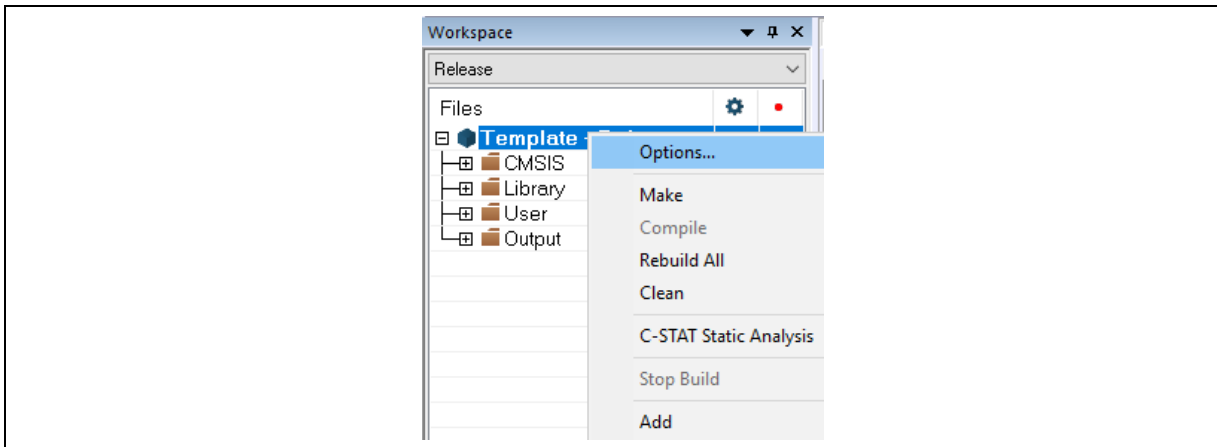 Workspace
Release
Files
Template -
CMSIS
Library
User
Output
Options...
Make
Compile
Rebuild All
Clean
C-STAT Static Analysis
Stop Build
Add